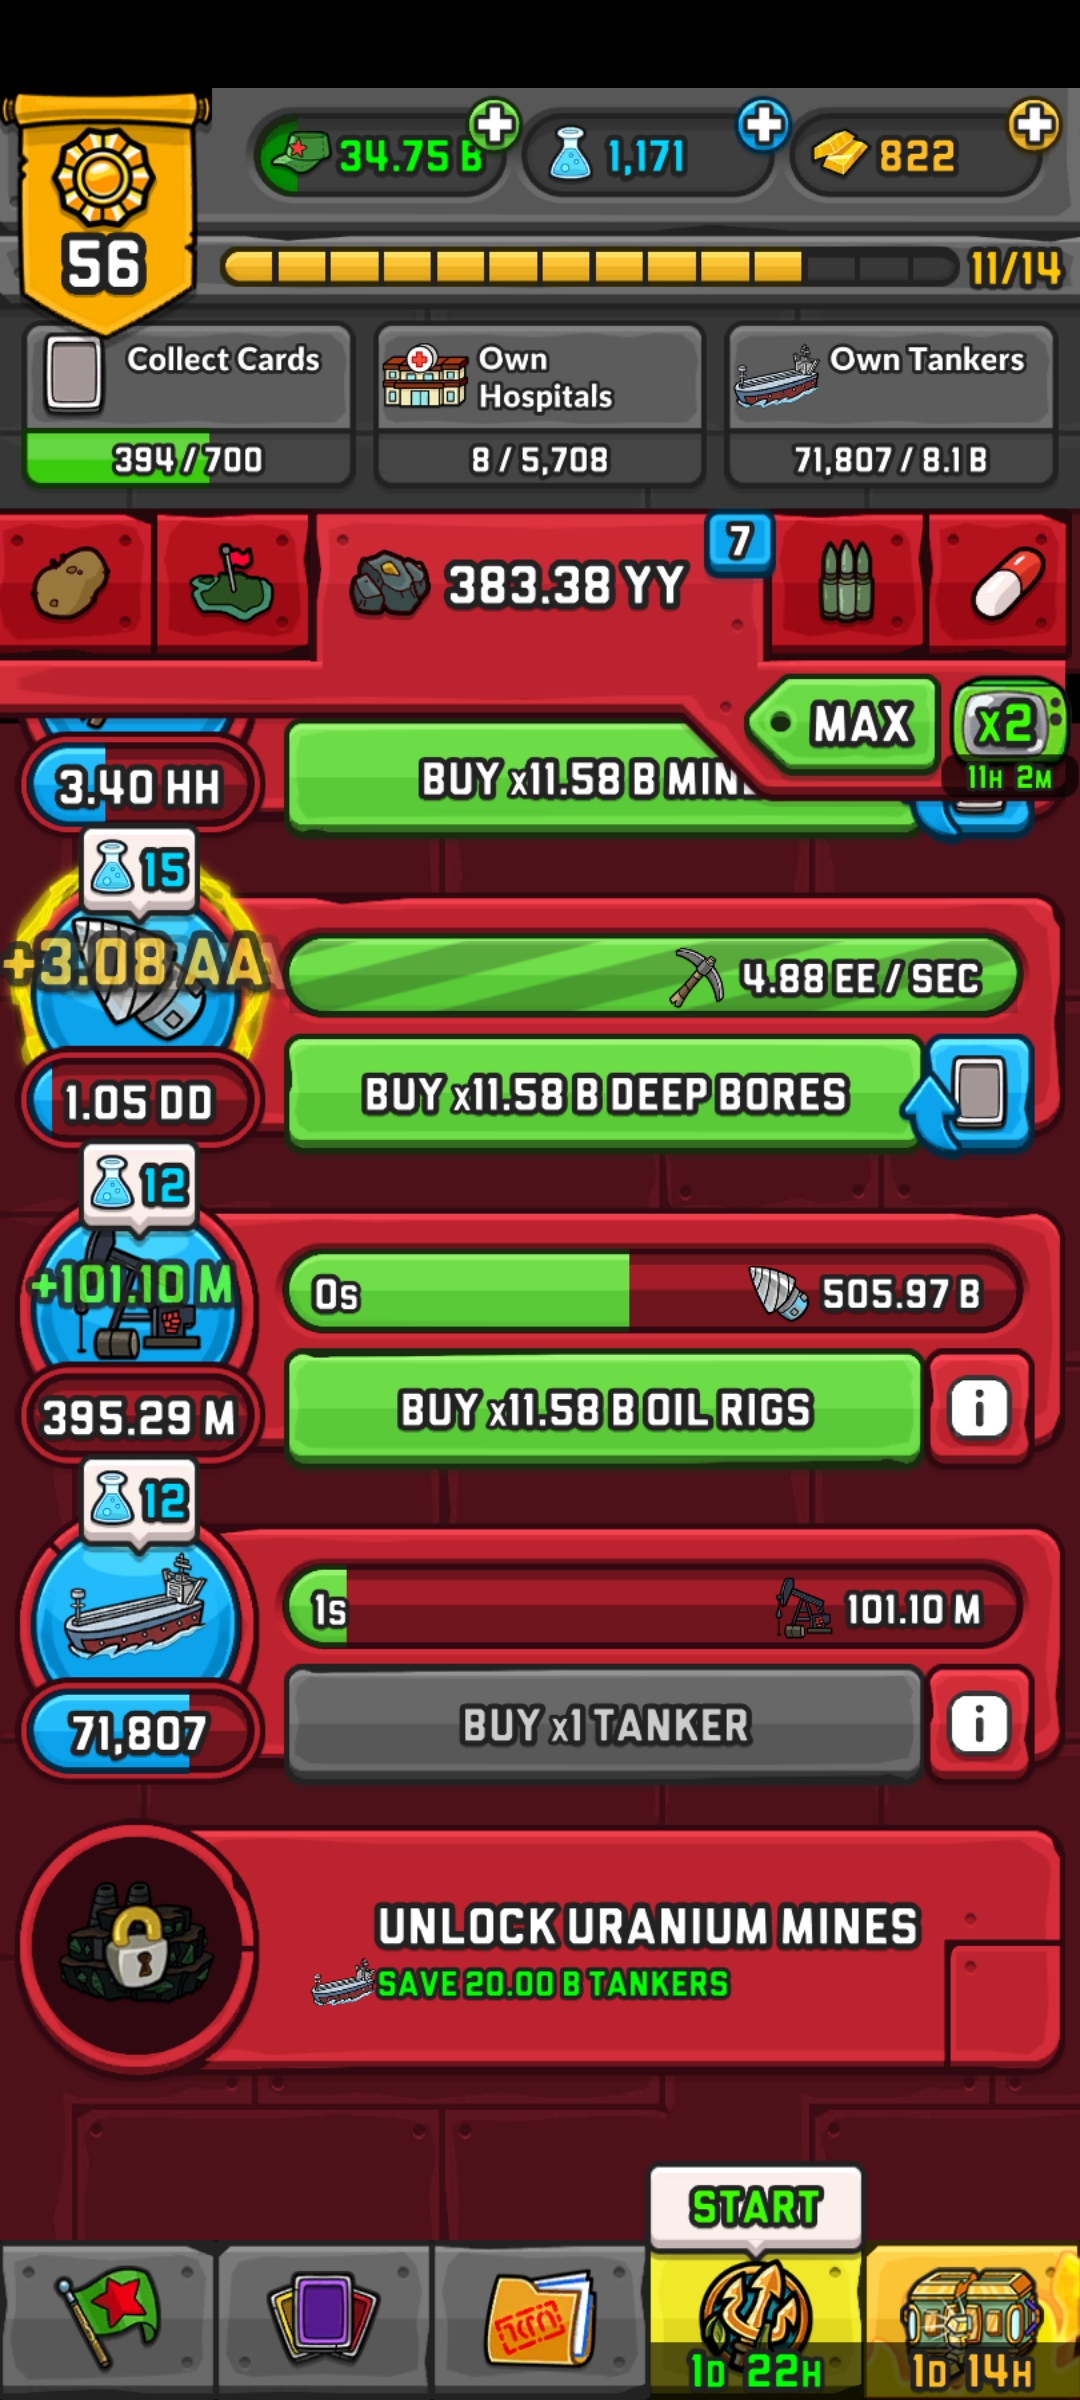 56
34.75 B
1,171
822
11/14
Collect Cards
394/700
Own
Hospitals
8/5,708
Own Tankers
71,807/8.1 B
383.38 YY
7
MAX
x2
11H 2M
3.40 HH
BUY x11.58 B MIN
15
+3.08 AA
4.88 EE/SEC
1.05 DD
BUY x11.58 B DEEP BORES
12
+101.10 M
0s
505.97 B
395.29 M
BUY x11.58 B OIL RIGS
i
12
1s
101.10 M
71,807
BUY x1 TANKER
i
UNLOCK URANIUM MINES
SAVE 20.00 B TANKERS
START
1D 22H
1D 14H